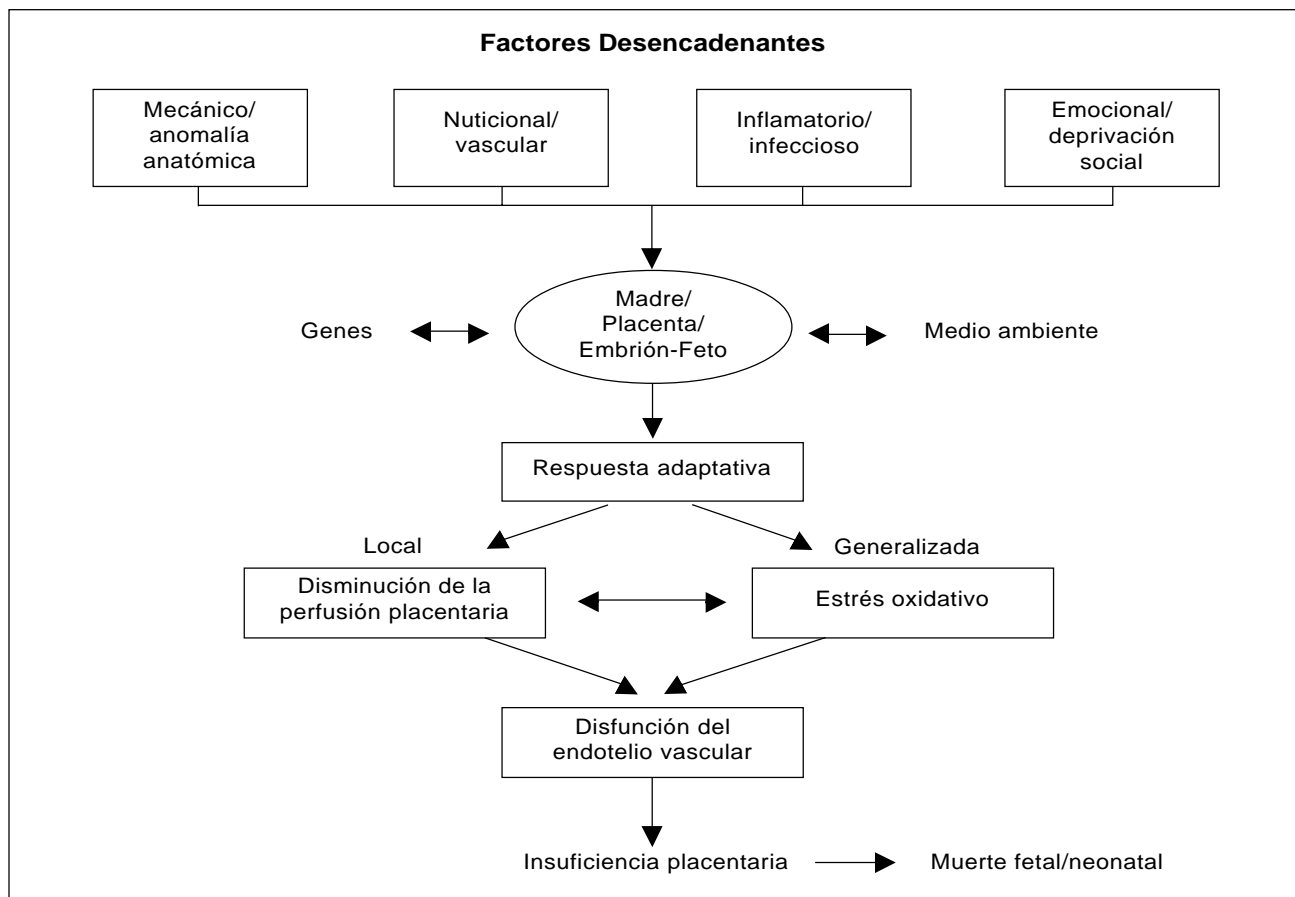 Factores Desencadenantes
Mecánico/
anomalía
anatómica
Nuticional/
vascular
Inflamatorio/
infeccioso
Emocional/
deprivación
social
Madre/
Placenta/
Embrión-Feto
Genes
Medio ambiente
Respuesta adaptativa
Local
Generalizada
Disminución de la
perfusión placentaria
Estrés oxidativo
Disfunción del
endotelio vascular
Insuficiencia placentaria
Muerte fetal/neonatal